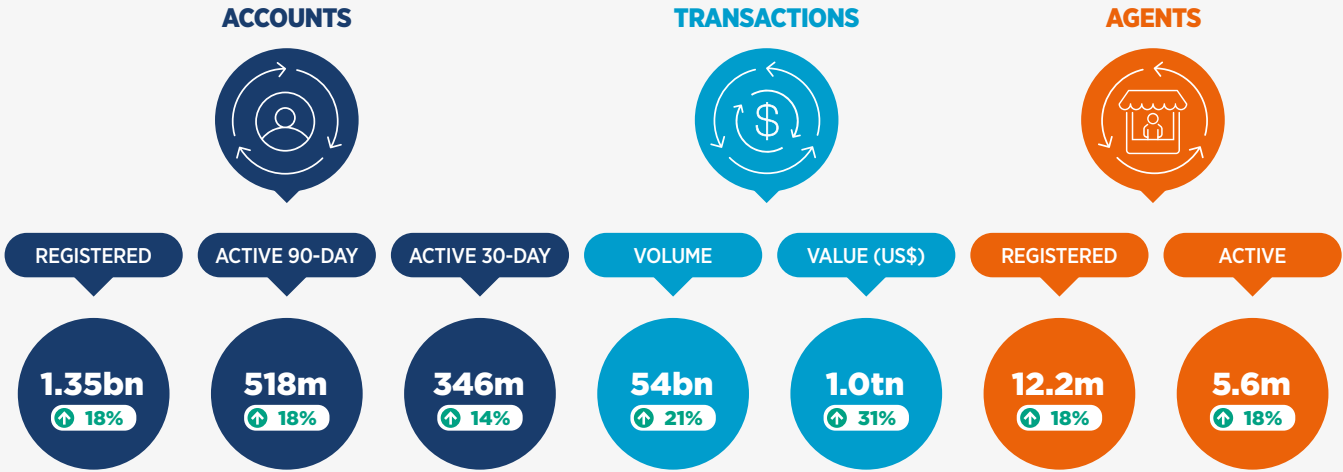 ACCOUNTS
TRANSACTIONS
AGENTS
$
REGISTERED
ACTIVE 90-DAY
ACTIVE 30-DAY
VOLUME
VALUE (US$)
REGISTERED
ACTIVE
1.35bn
18%
518m
18%
346m
14%
54bn
21%
1.0tn
31%
12.2m
18%
5.6m
18%